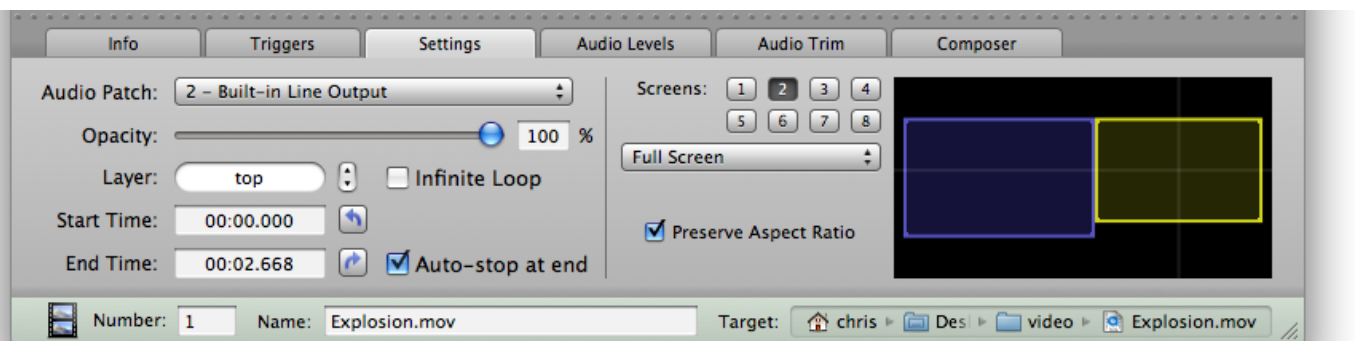 Info Triggers Settings Audio Levels Audio Trim Composer
Audio Patch: 2 – Built-in Line Output
Opacity: 100 %
Layer: top Infinite Loop
Start Time: 00:00.000
End Time: 00:02.668 Auto-stop at end
Screens: 1 2 3 4
5 6 7 8
Full Screen
Preserve Aspect Ratio
Number: 1 Name: Explosion.mov Target: chris Des video Explosion.mov